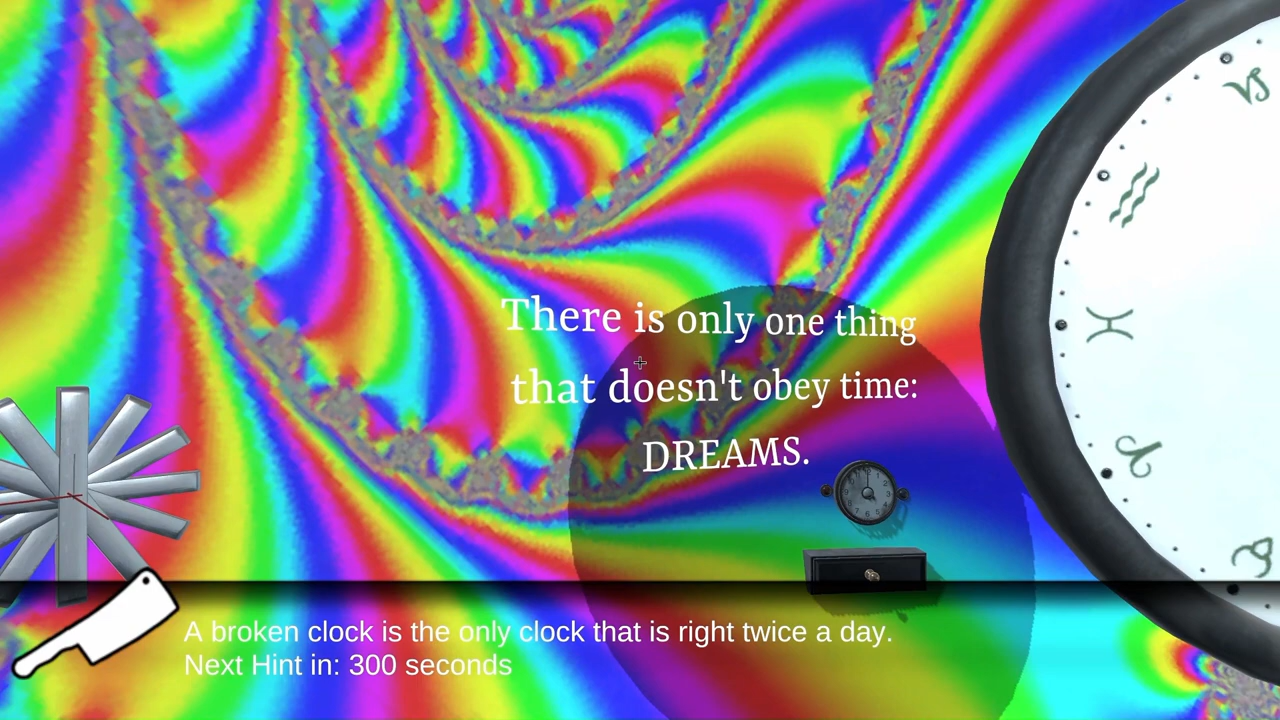 There is only one thing
that doesn't obey time:
DREAMS.
A broken clock is the only clock that is right twice a day.
Next Hint in: 300 seconds